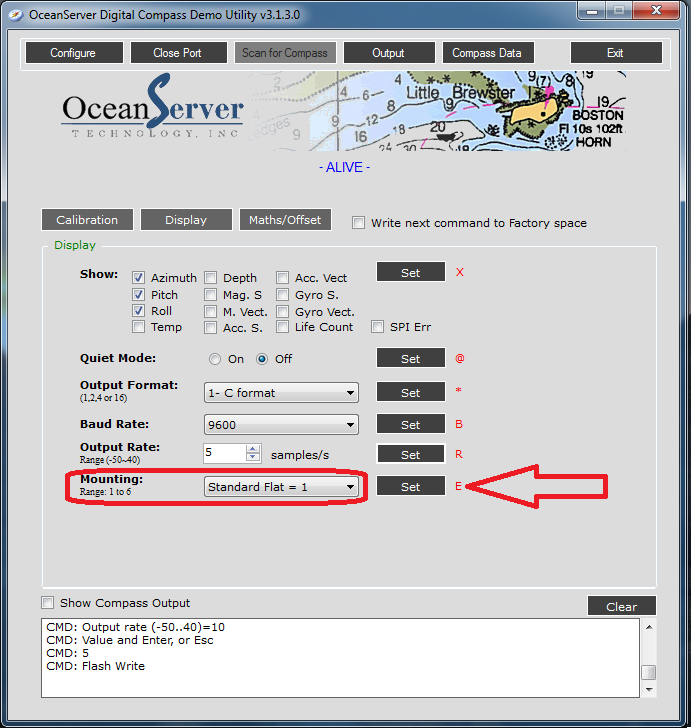 OceanServer Digital Compass Demo Utility v3.1.3.0
Configure Close Port Scan for Compass Output Compass Data Exit
OCEANSERVER
TECHNOLOGY, INC
Little Brewster
edges
BOSTON
Fl 10s 102ft
HORN
- ALIVE -
Calibration Display Maths/Offset Write next command to Factory space
Display
Show: Azimuth Depth Acc. Vect Set X
Pitch Mag. S Gyro S.
Roll M. Vect. Gyro Vect.
Temp Acc. S. Life Count SPI Err
Quiet Mode: On Off Set @
Output Format: 1- C format Set *
(1,2,4 or 16)
Baud Rate: 9600 Set B
Output Rate: 5 samples/s Set R
Range (-50~40)
Mounting: Standard Flat = 1 Set E
Range: 1 to 6
Show Compass Output Clear
CMD: Output rate (-50..40)=10
CMD: Value and Enter, or Esc
CMD: 5
CMD: Flash Write